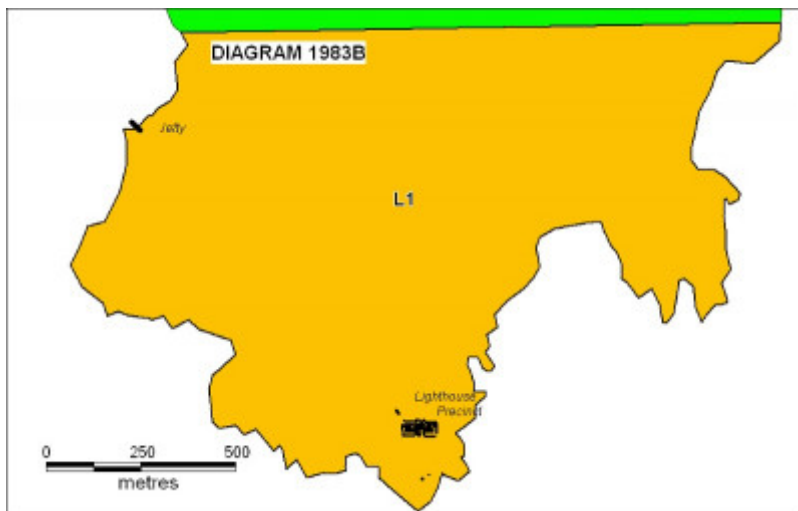 DIAGRAM 1983B
Jetty
L1
Lighthouse
Precinct
0 250 500
metres